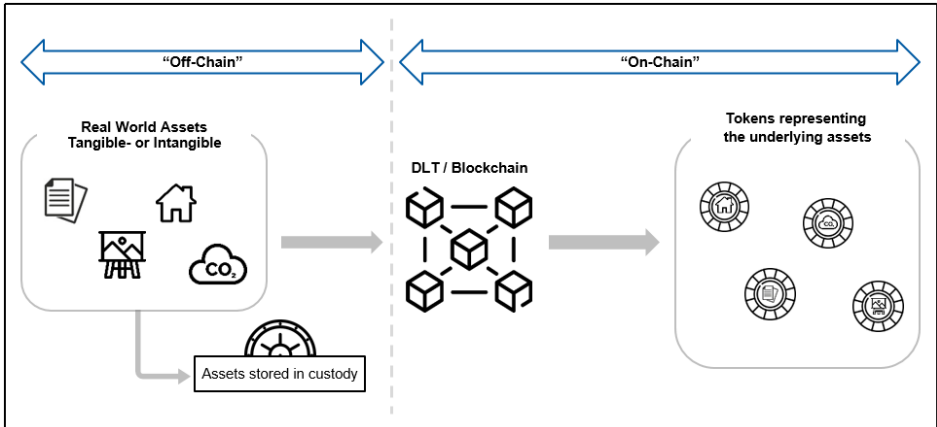 “Off-Chain”
“On-Chain”
Real World Assets
Tangible- or Intangible
Tokens representing
the underlying assets
DLT / Blockchain
CO₂
CO₂
Assets stored in custody